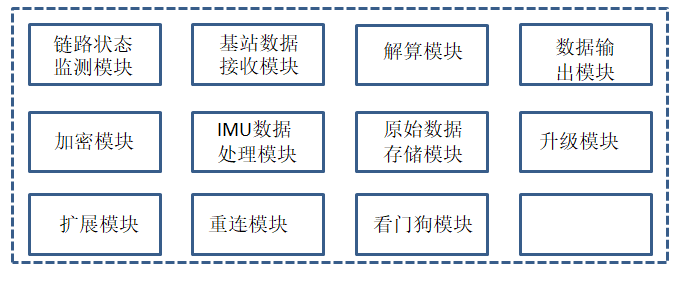 链路状态
监测模块
基站数据
接收模块
解算模块
数据输
出模块
加密模块
IMU数据
处理模块
原始数据
存储模块
升级模块
扩展模块
重连模块
看门狗模块